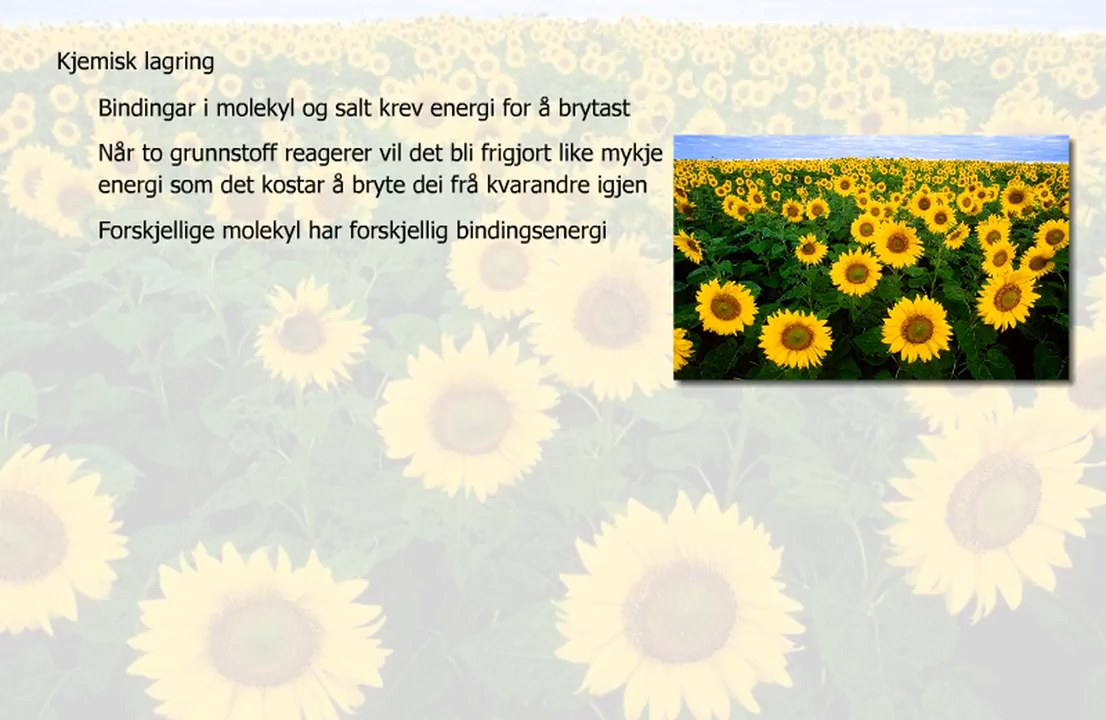 Kjemisk lagring
Bindingar i molekyl og salt krev energi for å brytast
Når to grunnstoff reagerer vil det bli frigjort like mykje
energi som det kostar å bryte dei frå kvarandre igjen
Forskjellige molekyl har forskjellig bindingsenergi